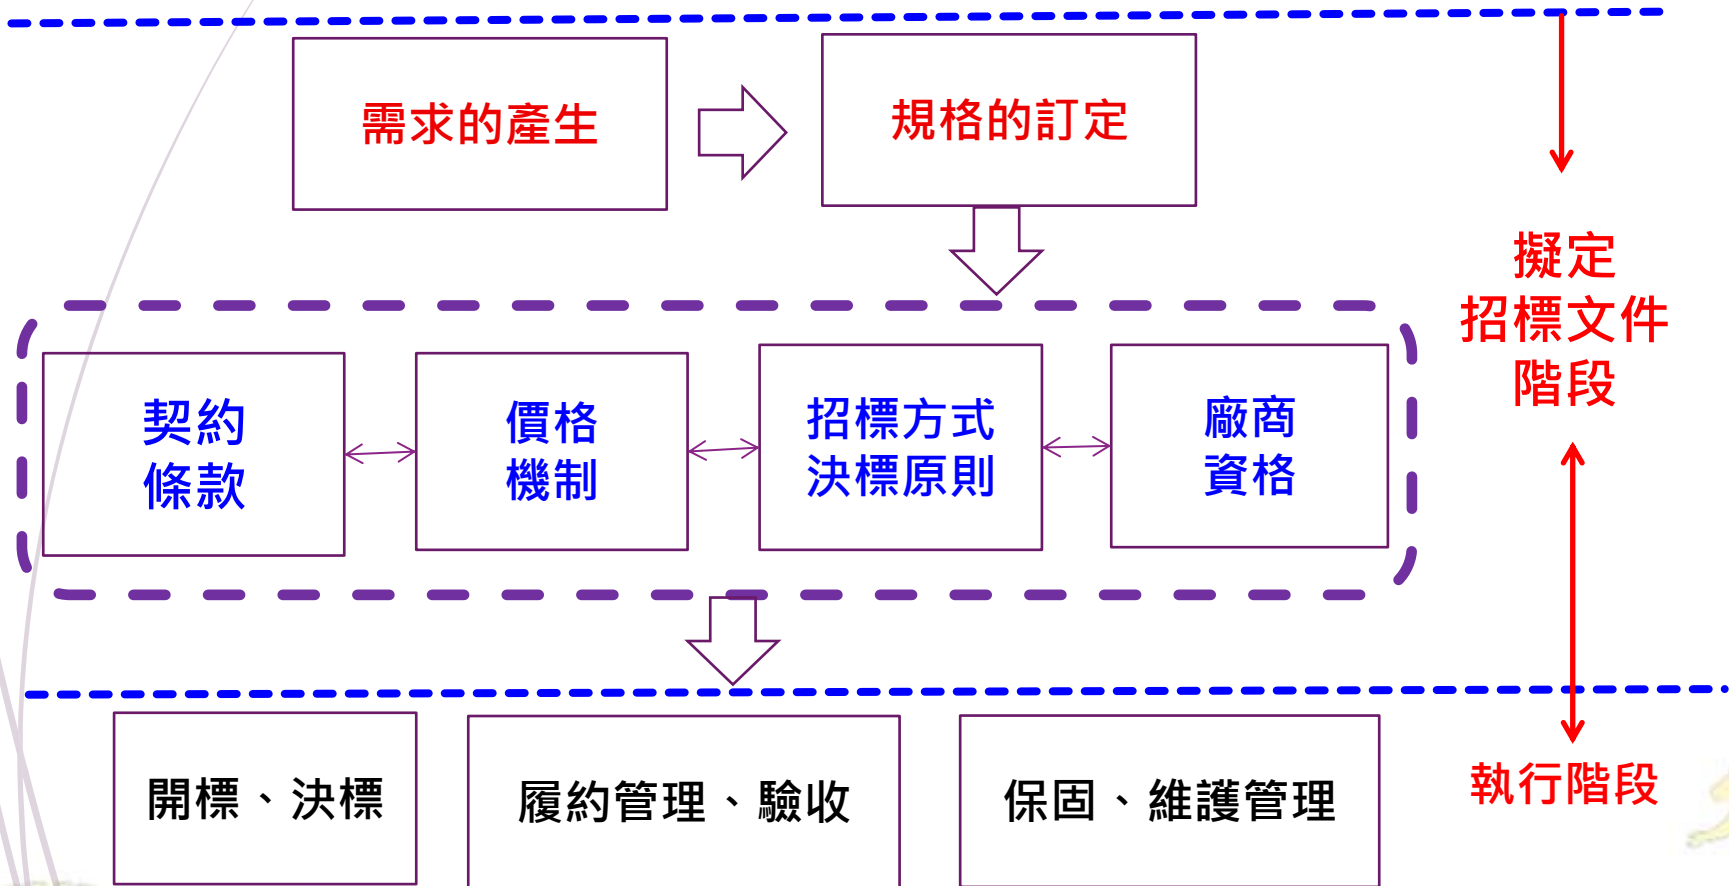 需求的產生
規格的訂定
擬定
招標文件
階段
契約
條款
價格
機制
招標方式
決標原則
廠商
資格
開標、決標
履約管理、驗收
保固、維護管理
執行階段